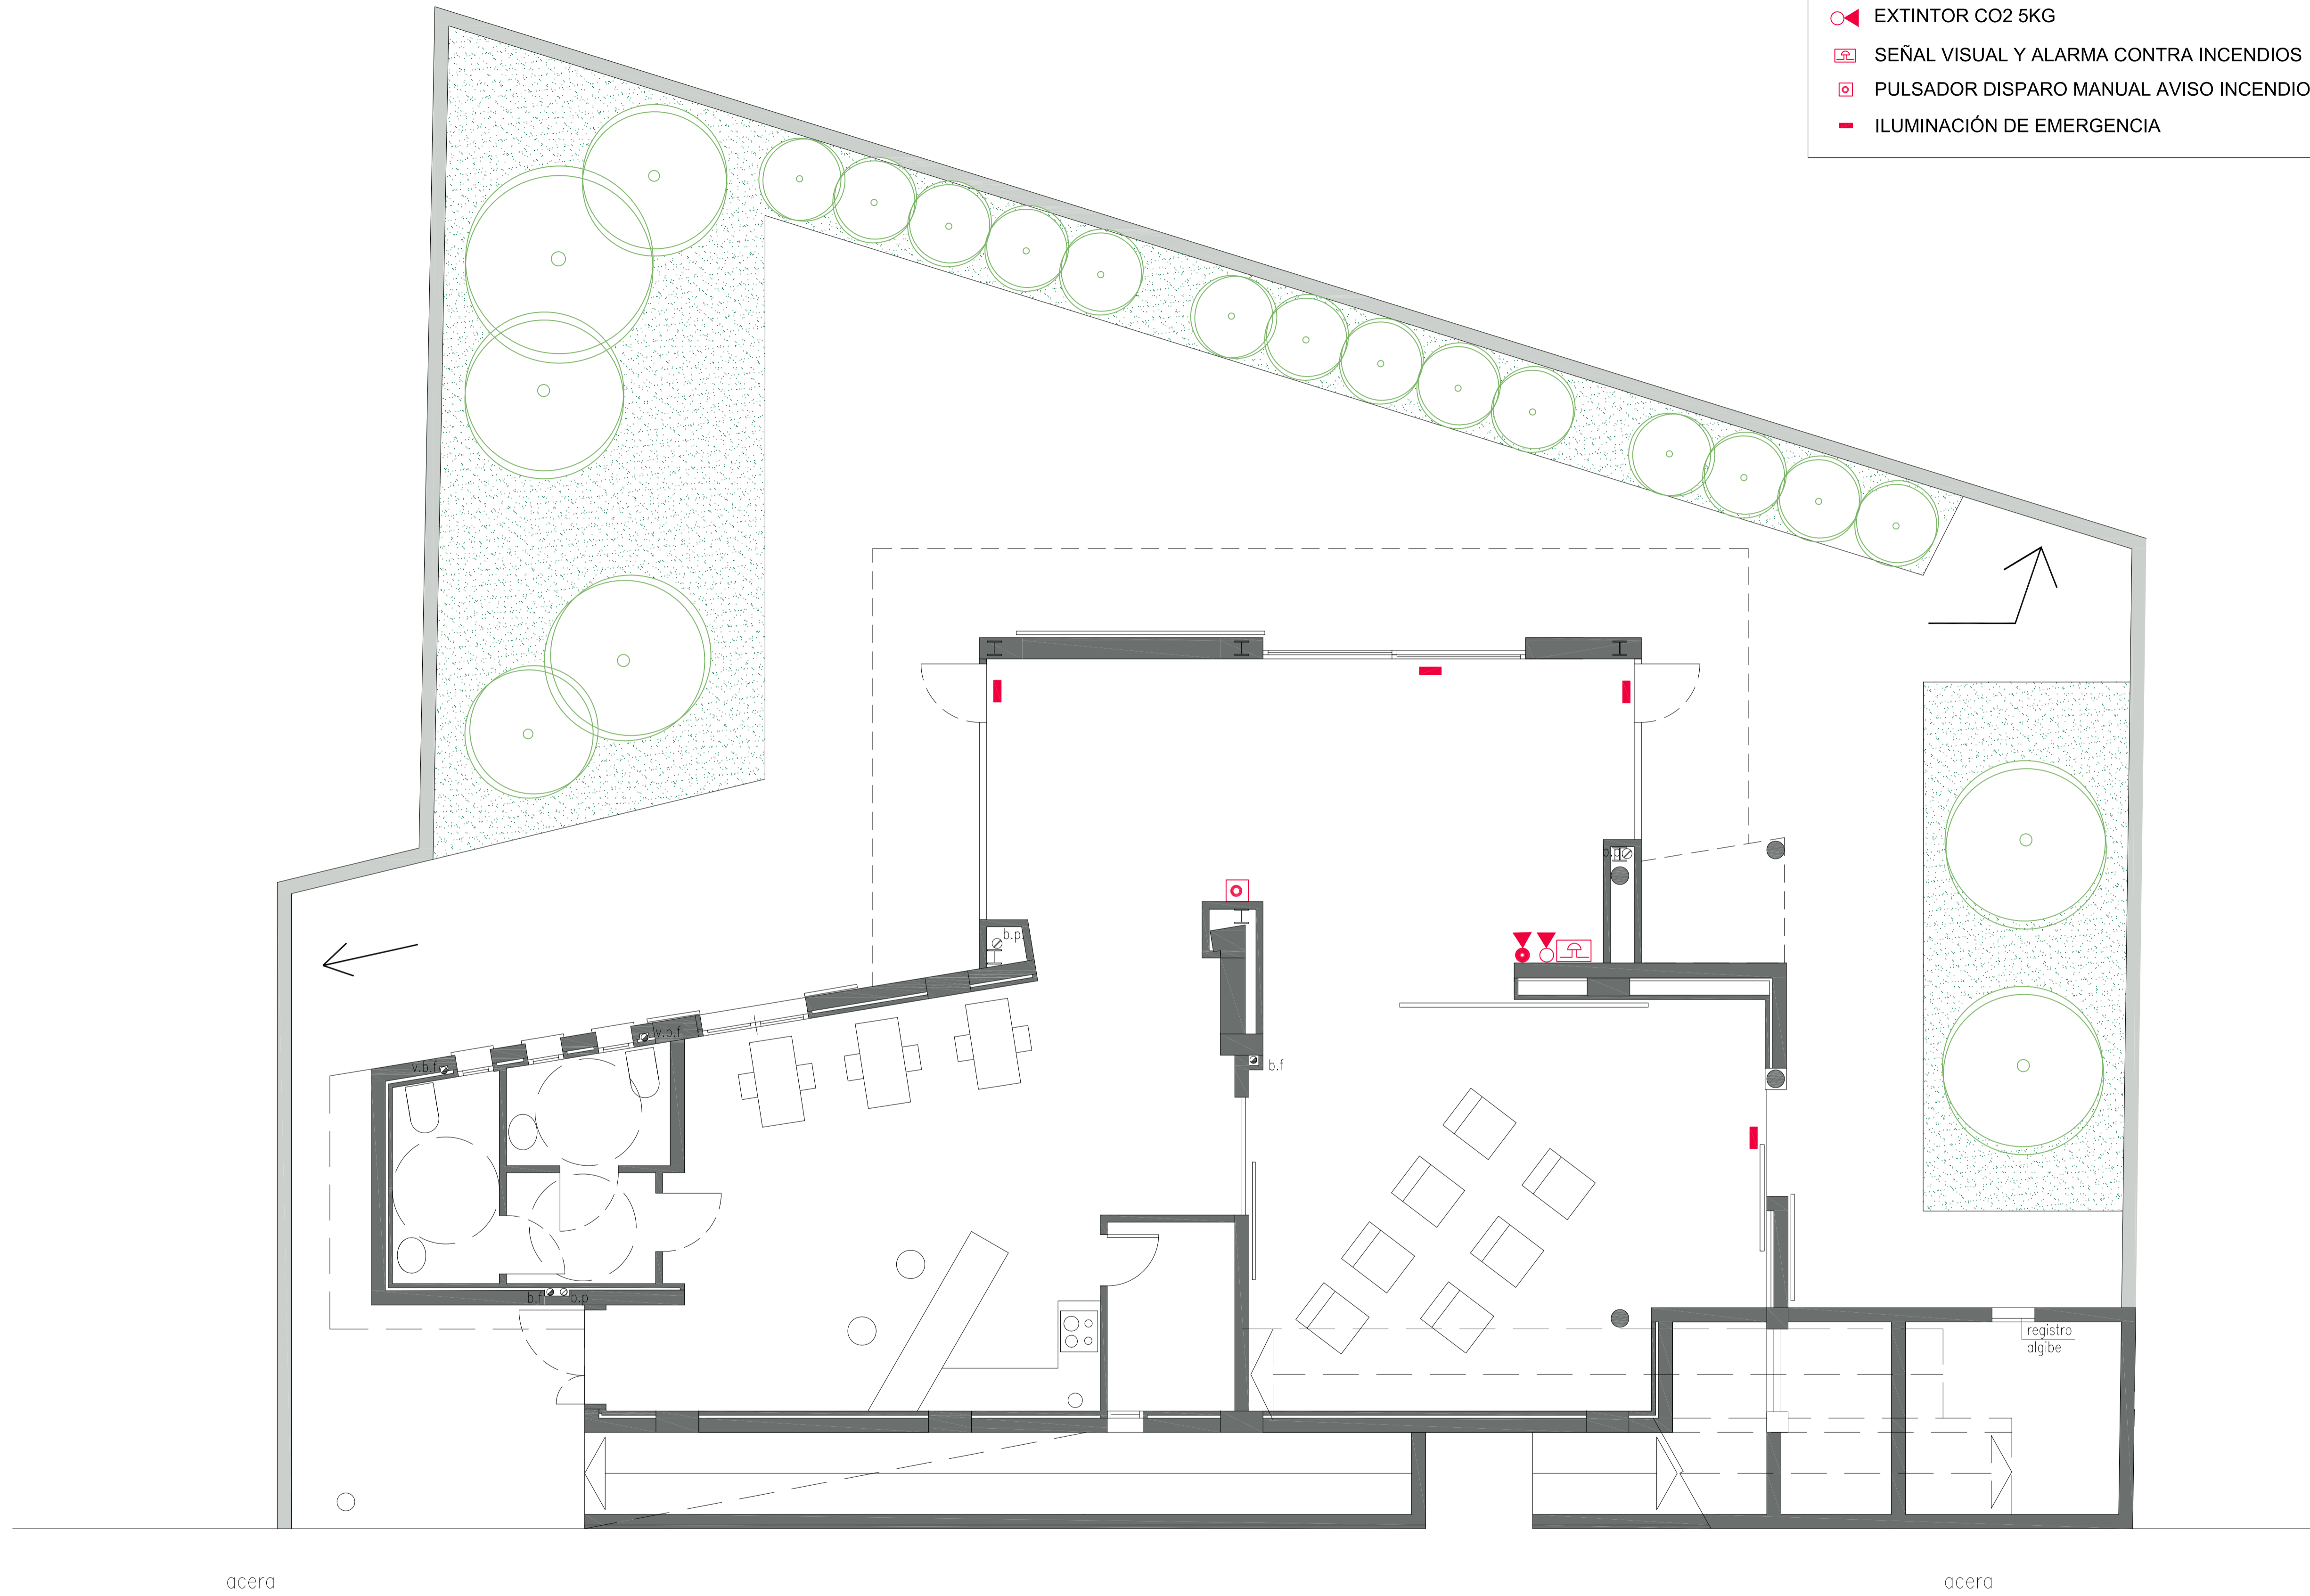 EXTINTOR CO2 5KG
SEÑAL VISUAL Y ALARMA CONTRA INCENDIOS
PULSADOR DISPARO MANUAL AVISO INCENDIO
ILUMINACIÓN DE EMERGENCIA
b.p
b.p
v.b.f
v.b.f
b.f
b.f
b.p
registro
algibe
acera
acera